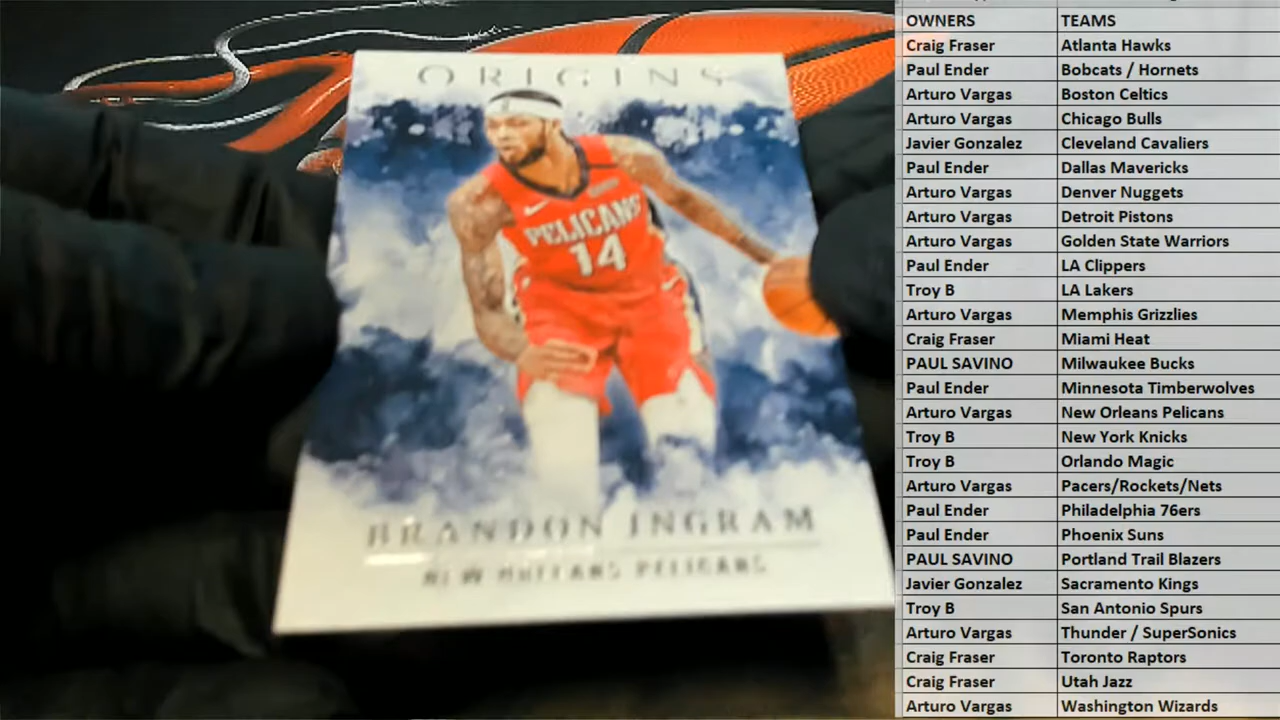 ORIGINS
PELICANS
14
BRANDON INGRAM
NEW ORLEANS PELICANS
OWNERS TEAMS
Craig Fraser Atlanta Hawks
Paul Ender Bobcats / Hornets
Arturo Vargas Boston Celtics
Arturo Vargas Chicago Bulls
Javier Gonzalez Cleveland Cavaliers
Paul Ender Dallas Mavericks
Arturo Vargas Denver Nuggets
Arturo Vargas Detroit Pistons
Arturo Vargas Golden State Warriors
Paul Ender LA Clippers
Troy B LA Lakers
Arturo Vargas Memphis Grizzlies
Craig Fraser Miami Heat
PAUL SAVINO Milwaukee Bucks
Paul Ender Minnesota Timberwolves
Arturo Vargas New Orleans Pelicans
Troy B New York Knicks
Troy B Orlando Magic
Arturo Vargas Pacers/Rockets/Nets
Paul Ender Philadelphia 76ers
Paul Ender Phoenix Suns
PAUL SAVINO Portland Trail Blazers
Javier Gonzalez Sacramento Kings
Troy B San Antonio Spurs
Arturo Vargas Thunder / SuperSonics
Craig Fraser Toronto Raptors
Craig Fraser Utah Jazz
Arturo Vargas Washington Wizards